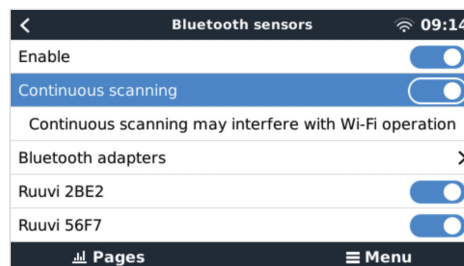 Bluetooth sensors 09:14
Enable
Continuous scanning
Continuous scanning may interfere with Wi-Fi operation
Bluetooth adapters
Ruuvi 2BE2
Ruuvi 56F7
Pages Menu